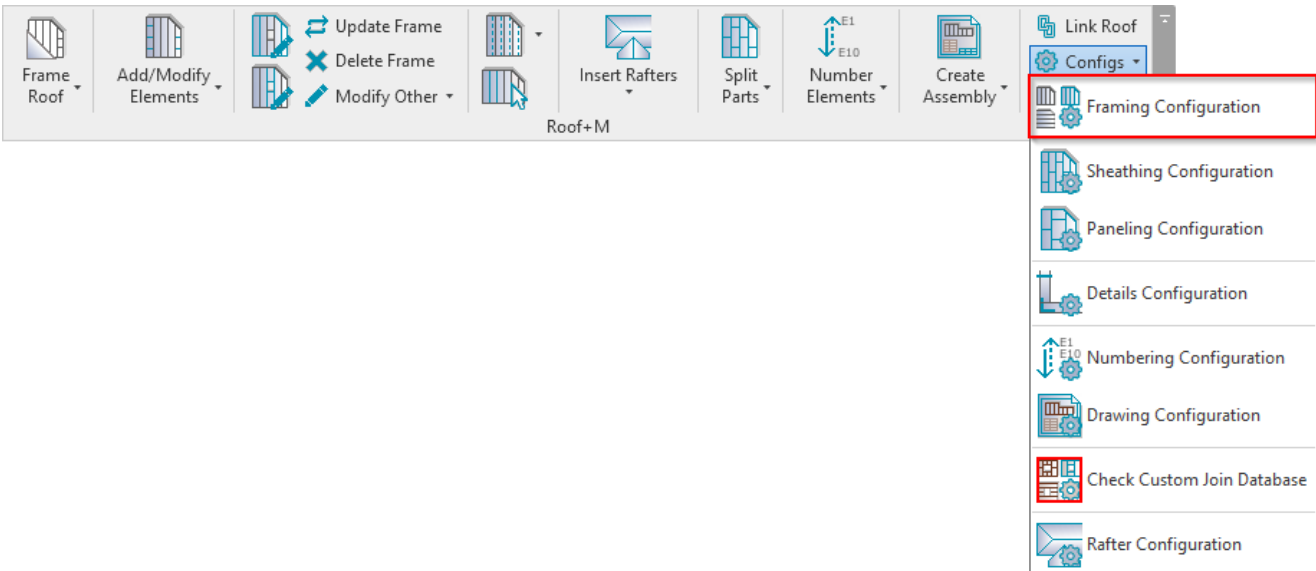 Frame
Roof
Add/Modify
Elements
Update Frame
Delete Frame
Modify Other
Insert Rafters
Split
Parts
E1
E10
Number
Elements
Create
Assembly
Link Roof
Configs
Roof+M
Framing Configuration
Sheathing Configuration
Paneling Configuration
Details Configuration
E1
E10
Numbering Configuration
Drawing Configuration
Check Custom Join Database
Rafter Configuration